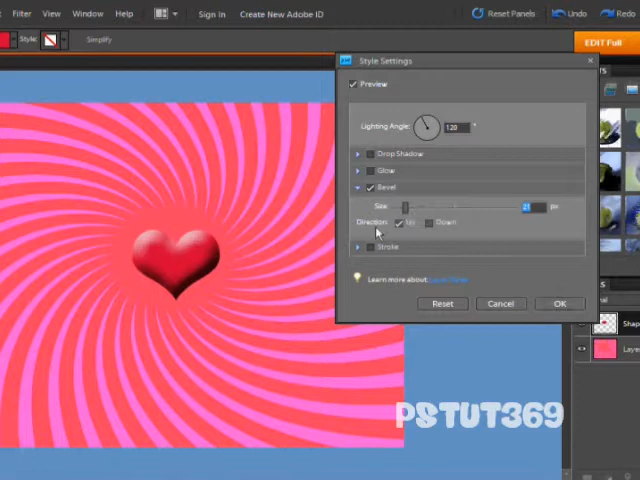 Filter View Window Help Sign In Create New Adobe ID Reset Panels Undo Redo
Style: Simplify EDIT Full
Style Settings
Preview
Lighting Angle: 120 °
Drop Shadow
Glow
Bevel
Size: 21 px
Direction: Up Down
Stroke
Learn more about:
Reset Cancel OK
Shap
Laye
PSTUT369